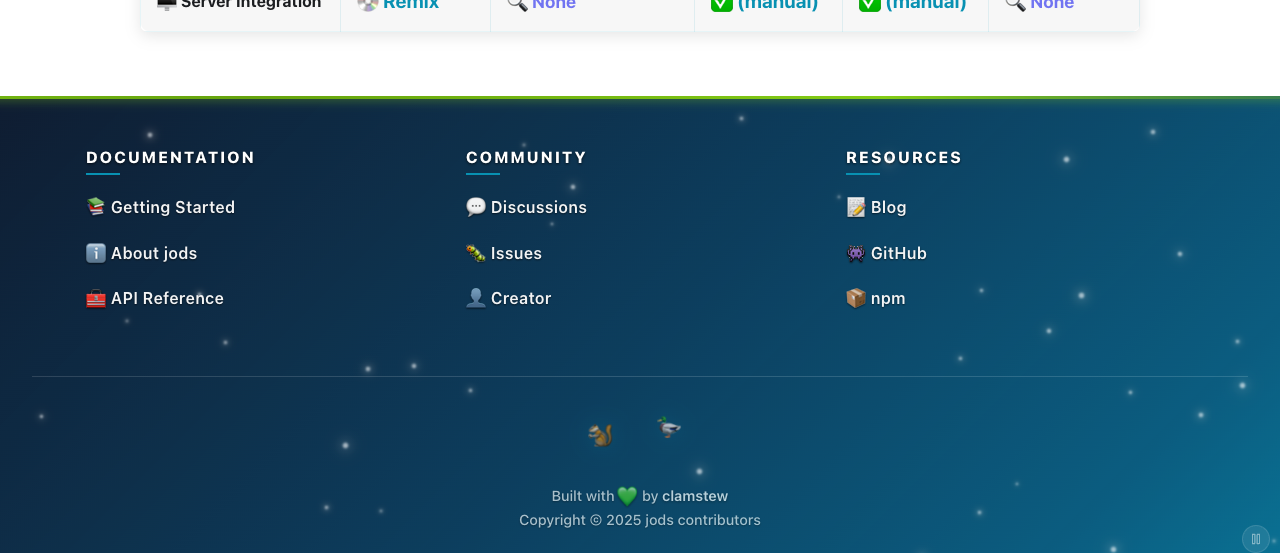 Server Integration Remix None (manual) (manual) None
DOCUMENTATION
Getting Started
About jods
API Reference
COMMUNITY
Discussions
Issues
Creator
RESOURCES
Blog
GitHub
npm
Built with 💚 by clamstew
Copyright © 2025 jods contributors